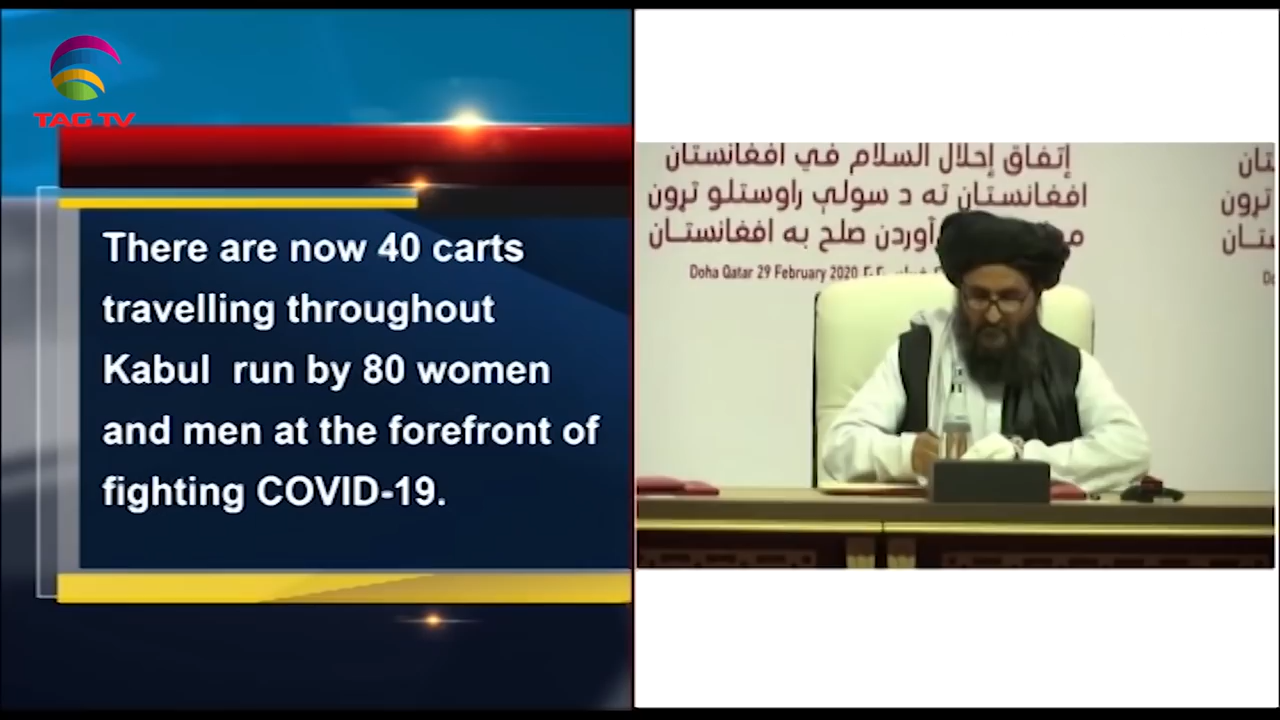 TAG TV
There are now 40 carts
travelling throughout
Kabul run by 80 women
and men at the forefront of
fighting COVID-19.
إتفاق إحلال السلام في افغانستان
افغانستان ته د سولې راوستلو تړون
آوردن صلح به افغانستان
Doha Qatar 29 February 2020
تړون